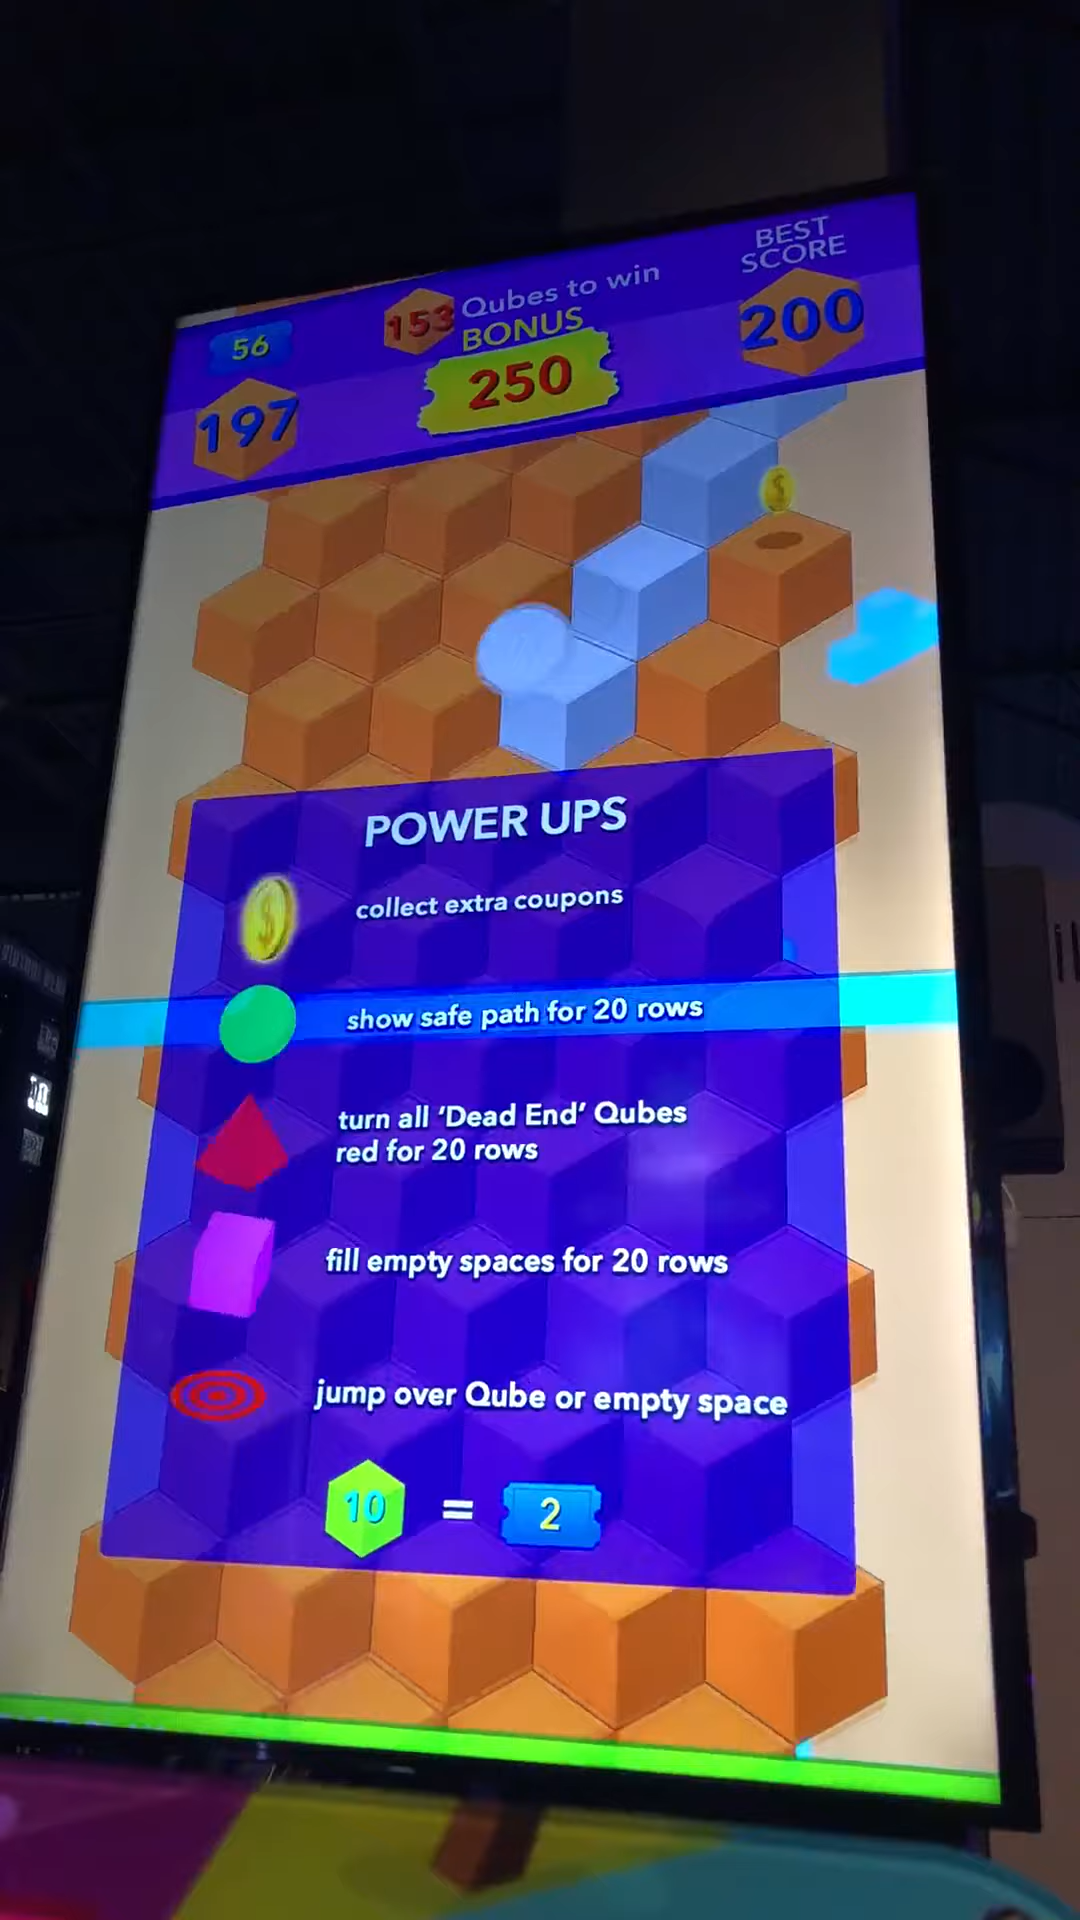 BEST
SCORE
153 Qubes to win
BONUS
56
200
250
197
POWER UPS
$
collect extra coupons
show safe path for 20 rows
turn all ‘Dead End’ Qubes
red for 20 rows
fill empty spaces for 20 rows
jump over Qube or empty space
10 = 2